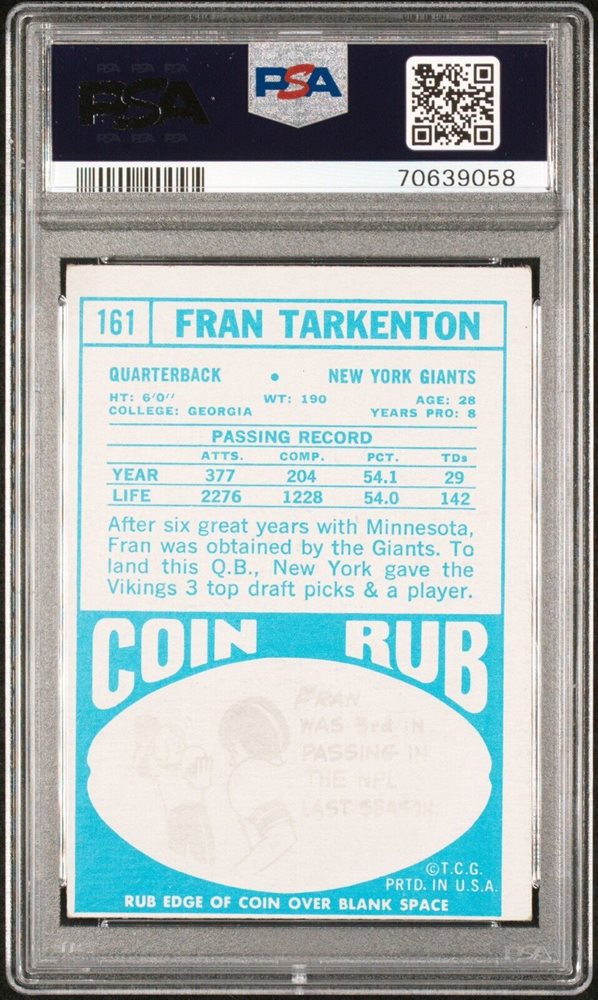 PSA
PSA
70639058
161 FRAN TARKENTON
QUARTERBACK • NEW YORK GIANTS
HT: 6'0" WT: 190 AGE: 28
COLLEGE: GEORGIA YEARS PRO: 8
PASSING RECORD
ATTS. COMP. PCT. TDs
YEAR 377 204 54.1 29
LIFE 2276 1228 54.0 142
After six great years with Minnesota,
Fran was obtained by the Giants. To
land this Q.B., New York gave the
Vikings 3 top draft picks & a player.
COIN RUB
FRAN
WAS 3rd IN
PASSING IN
THE NFL
LAST SEASON.
©T.C.G.
PRTD. IN U.S.A.
RUB EDGE OF COIN OVER BLANK SPACE
PSA